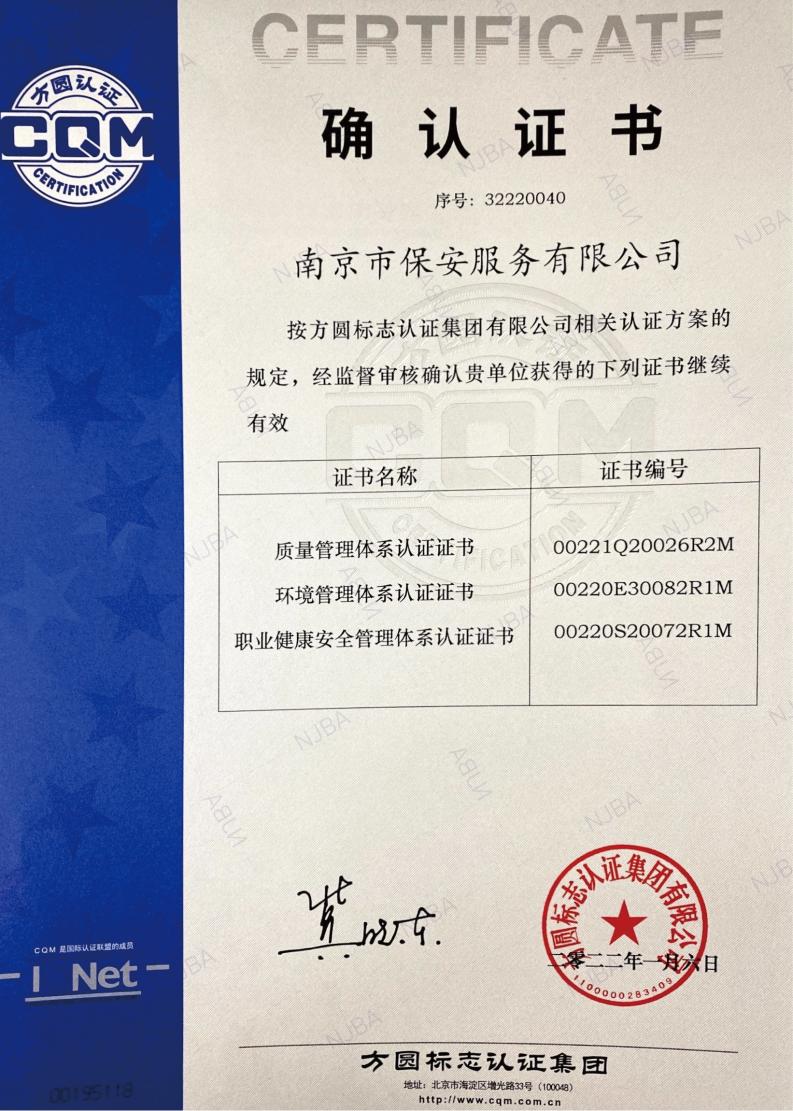 CERTIFICATE
方圆认证
CQM
CERTIFICATION
确认证书
序号：32220040
南京市保安服务有限公司
按方圆标志认证集团有限公司相关认证方案的
规定，经监督审核确认贵单位获得的下列证书继续
有效
证书名称 证书编号
质量管理体系认证证书 00221Q20026R2M
环境管理体系认证证书 00220E30082R1M
职业健康安全管理体系认证证书 00220S20072R1M
方圆标志认证集团有限公司
二零二二年一月六日
1100000283409
CQM 是国际认证联盟的成员
I Net
00195118
方圆标志认证集团
地址：北京市海淀区增光路33号（100048）
http://www.cqm.com.cn
NJBA